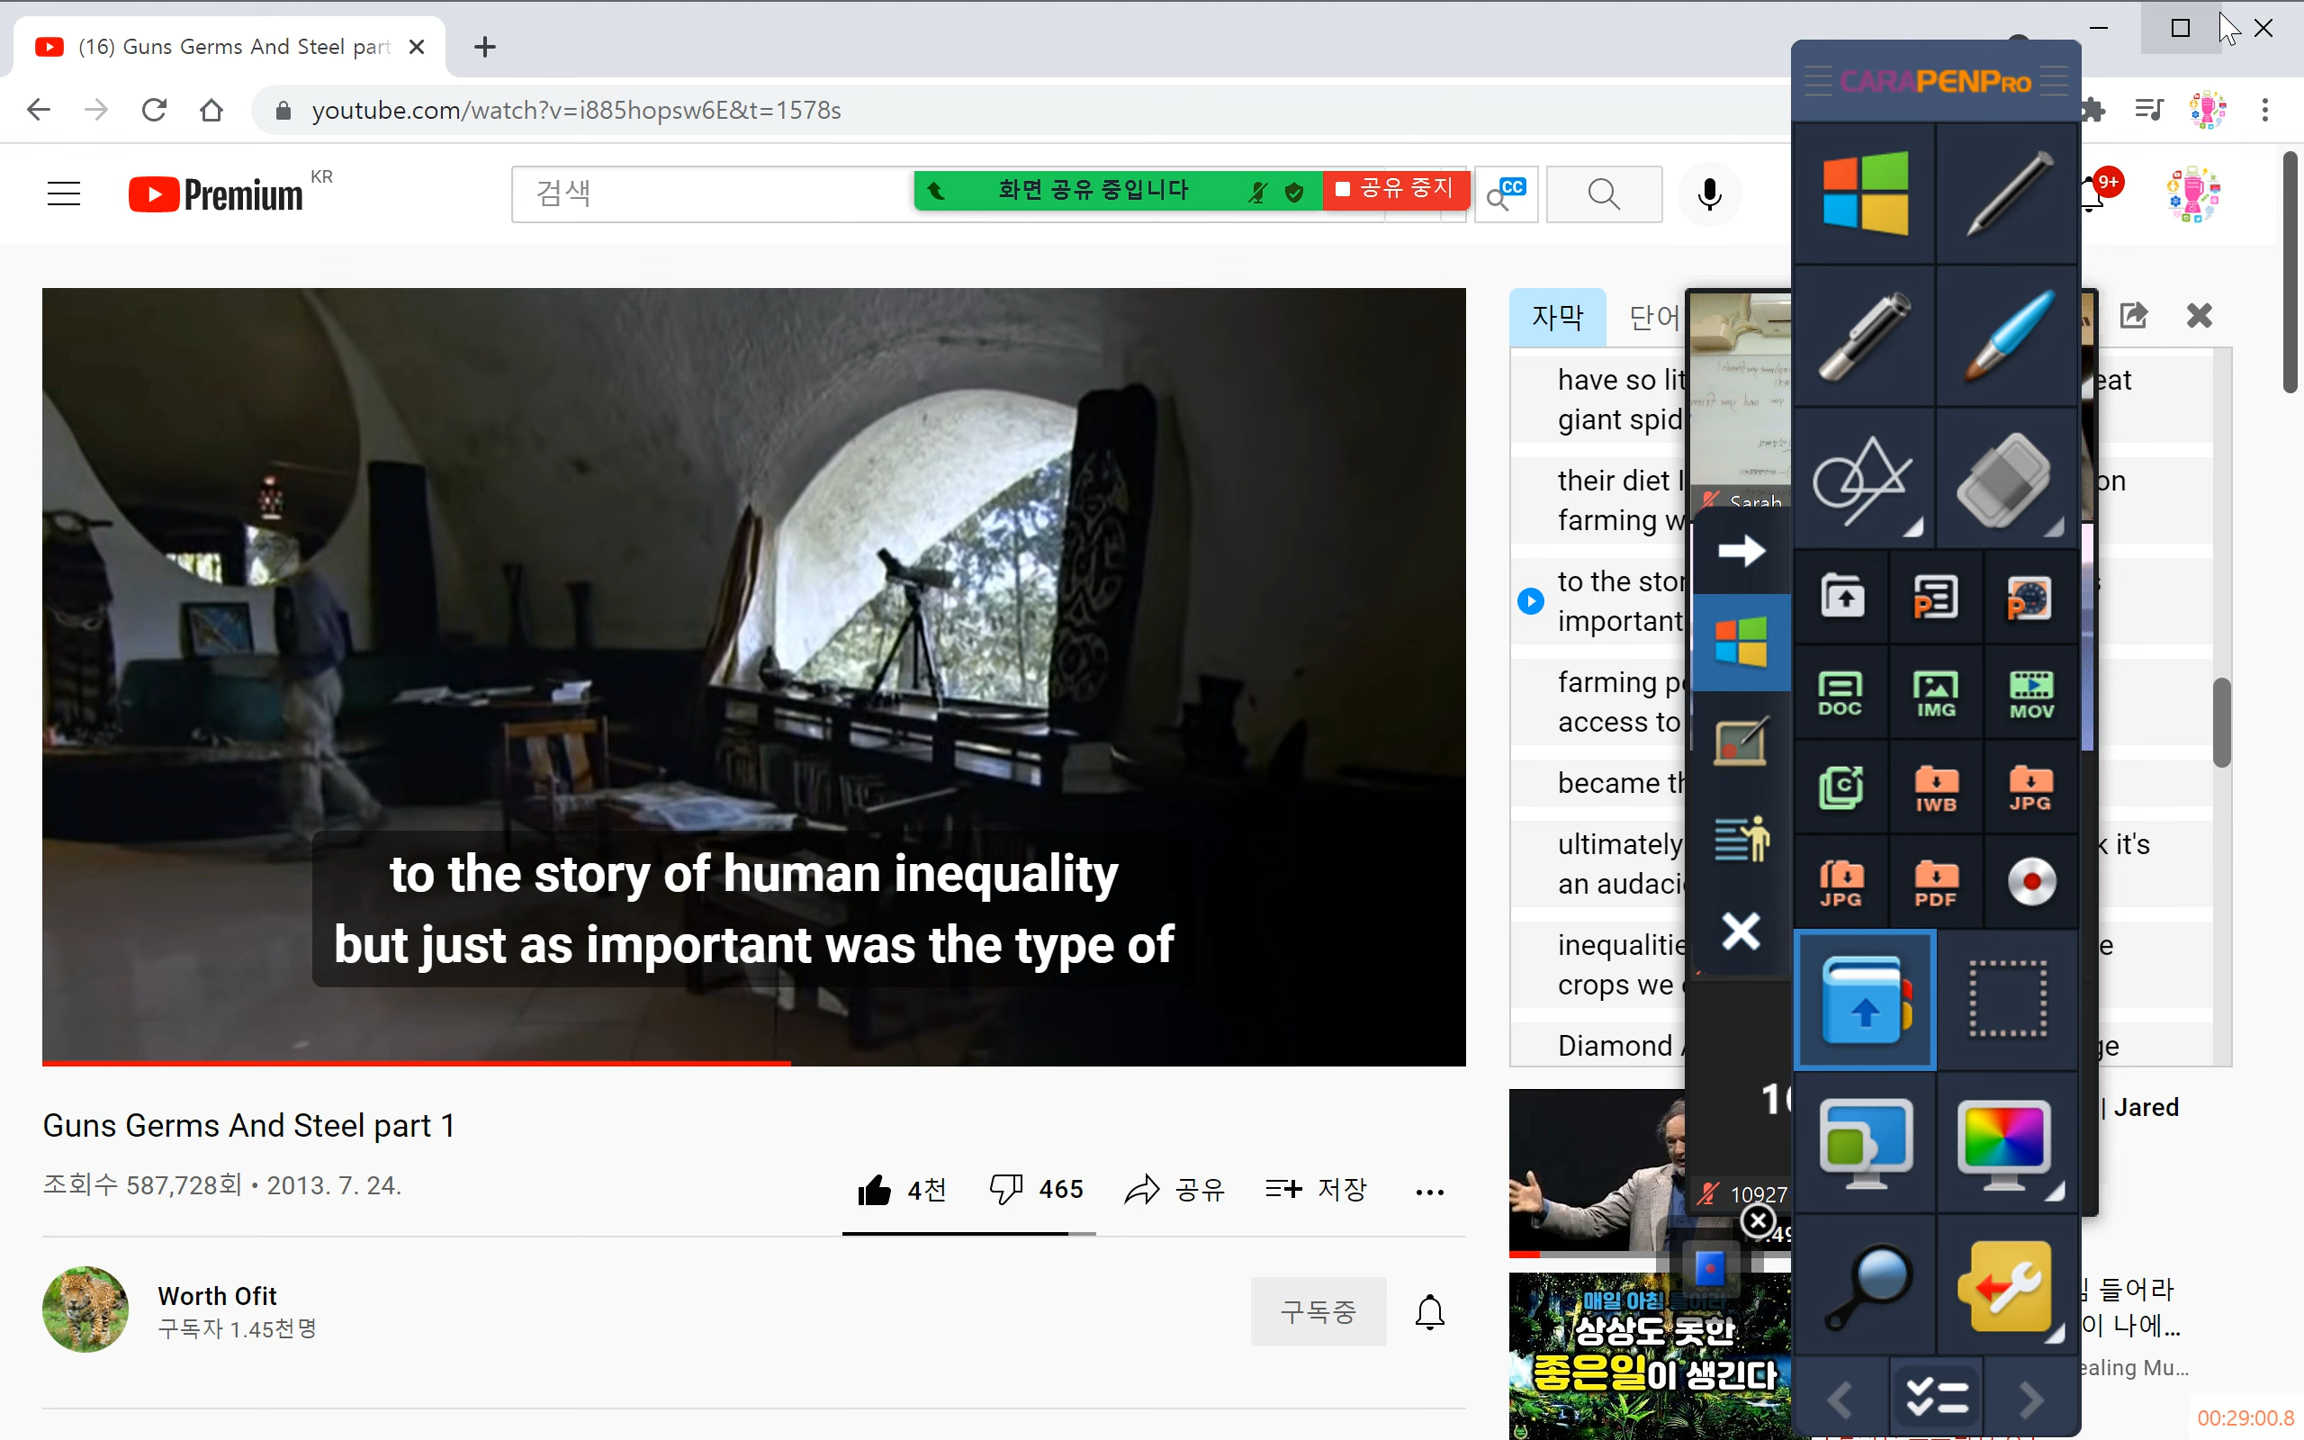 (16) Guns Germs And Steel part
CARAPENPRO
youtube.com/watch?v=i885hopsw6E&t=1578s
Premium KR
검색
화면 공유 중입니다
공유 중지
CC
9+
자막
단어
have so lit eat
giant spid
their diet on
farming w
to the stor
important
farming p
access to
became th
ultimately k it's
an audaci
inequalitie e
crops we
Diamond ge
Sarah
to the story of human inequality
but just as important was the type of
DOC
IMG
MOV
IWB
JPG
JPG
PDF
Guns Germs And Steel part 1
조회수 587,728회 • 2013. 7. 24.
4천
465
공유
저장
| Jared
10927
Worth Ofit
구독자 1.45천명
구독중
매일 아침 들어라
상상도 못한
좋은일이 생긴다
들어라
이 나에...
ealing Mu...
00:29:00.8